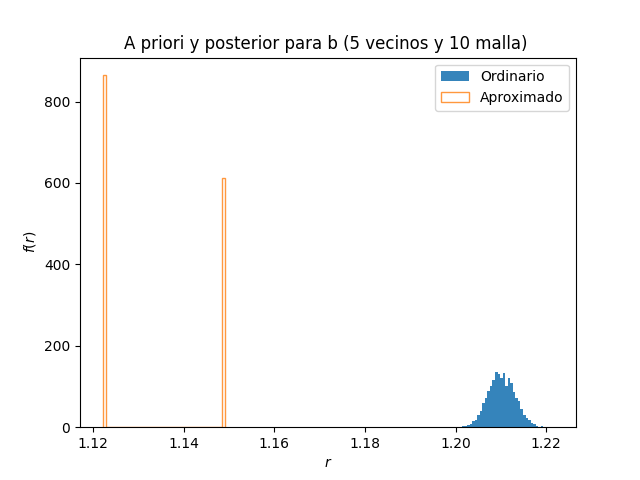 A priori y posterior para b (5 vecinos y 10 malla)
Ordinario
Aproximado
f(r)
800
600
400
200
0
1.12 1.14 1.16 1.18 1.20 1.22
r